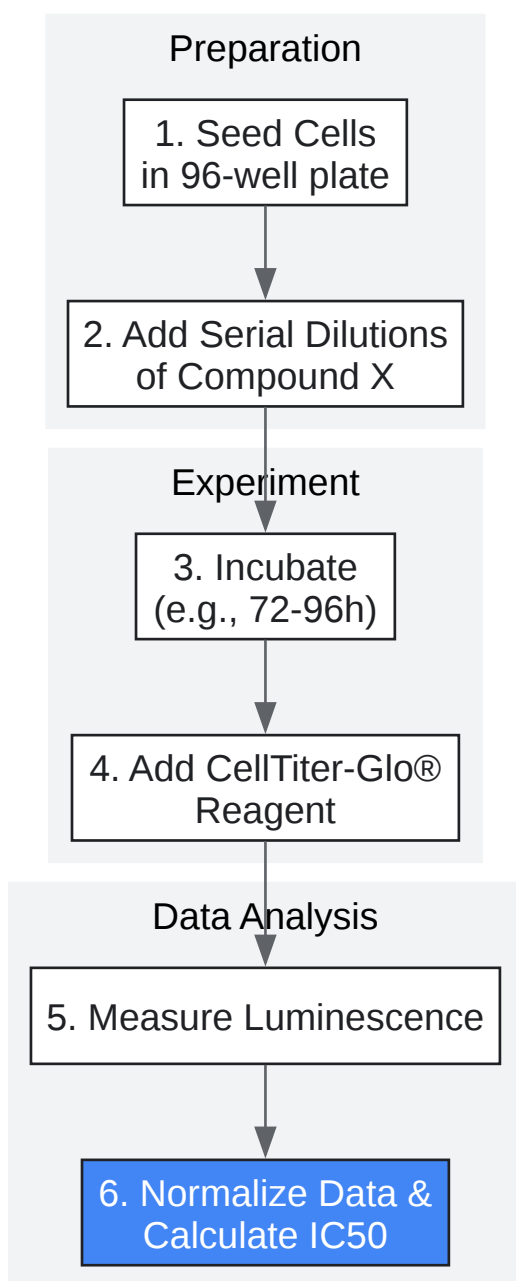 Preparation
1. Seed Cells
in 96-well plate
2. Add Serial Dilutions
of Compound X
Experiment
3. Incubate
(e.g., 72-96h)
4. Add CellTiter-Glo®
Reagent
Data Analysis
5. Measure Luminescence
6. Normalize Data &
Calculate IC50